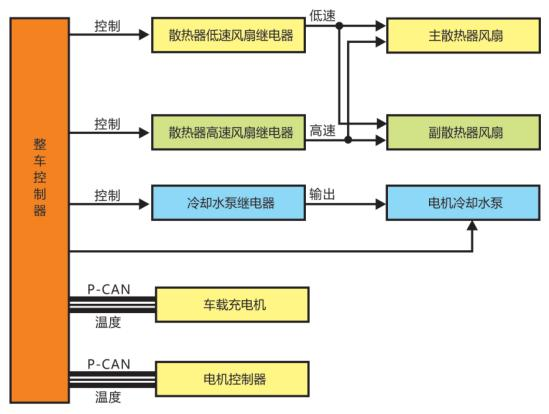 整车控制器
控制
散热器低速风扇继电器
低速
主散热器风扇
控制
散热器高速风扇继电器
高速
副散热器风扇
控制
冷却水泵继电器
输出
电机冷却水泵
P-CAN
温度
车载充电机
P-CAN
温度
电机控制器